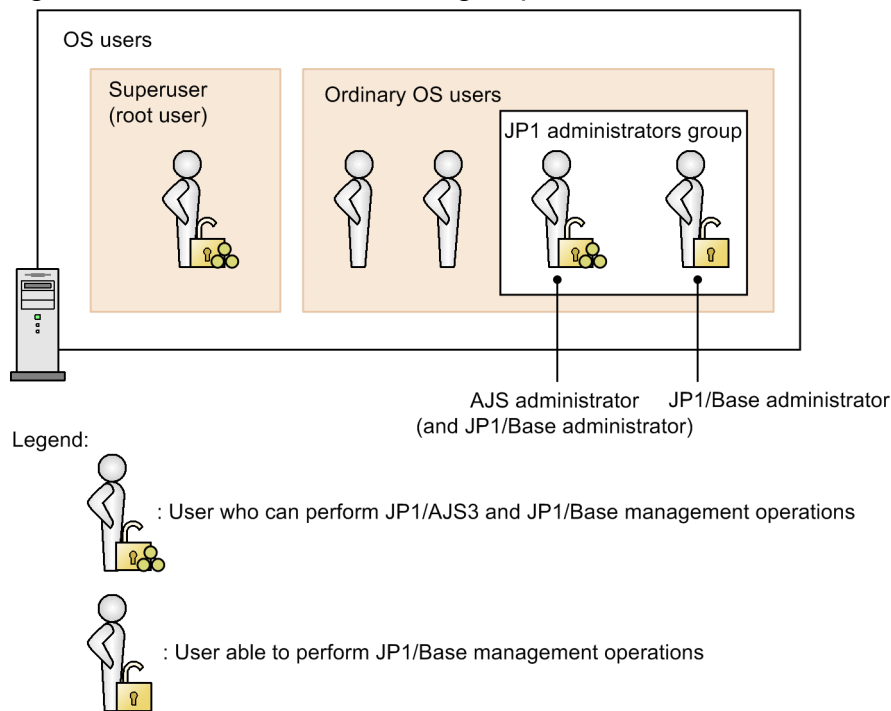 OS users
Superuser
(root user)
Ordinary OS users
JP1 administrators group
AJS administrator
(and JP1/Base administrator)
JP1/Base administrator
Legend:
: User who can perform JP1/AJS3 and JP1/Base management operations
: User able to perform JP1/Base management operations